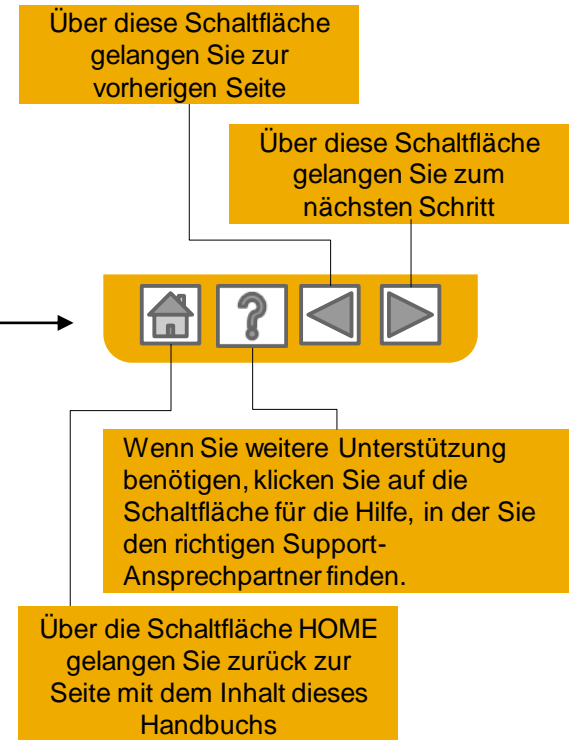 Über diese Schaltfläche
gelangen Sie zur
vorherigen Seite
Über diese Schaltfläche
gelangen Sie zum
nächsten Schritt
?
Wenn Sie weitere Unterstützung
benötigen, klicken Sie auf die
Schaltfläche für die Hilfe, in der Sie
den richtigen Support-
Ansprechpartner finden.
Über die Schaltfläche HOME
gelangen Sie zurück zur
Seite mit dem Inhalt dieses
Handbuchs